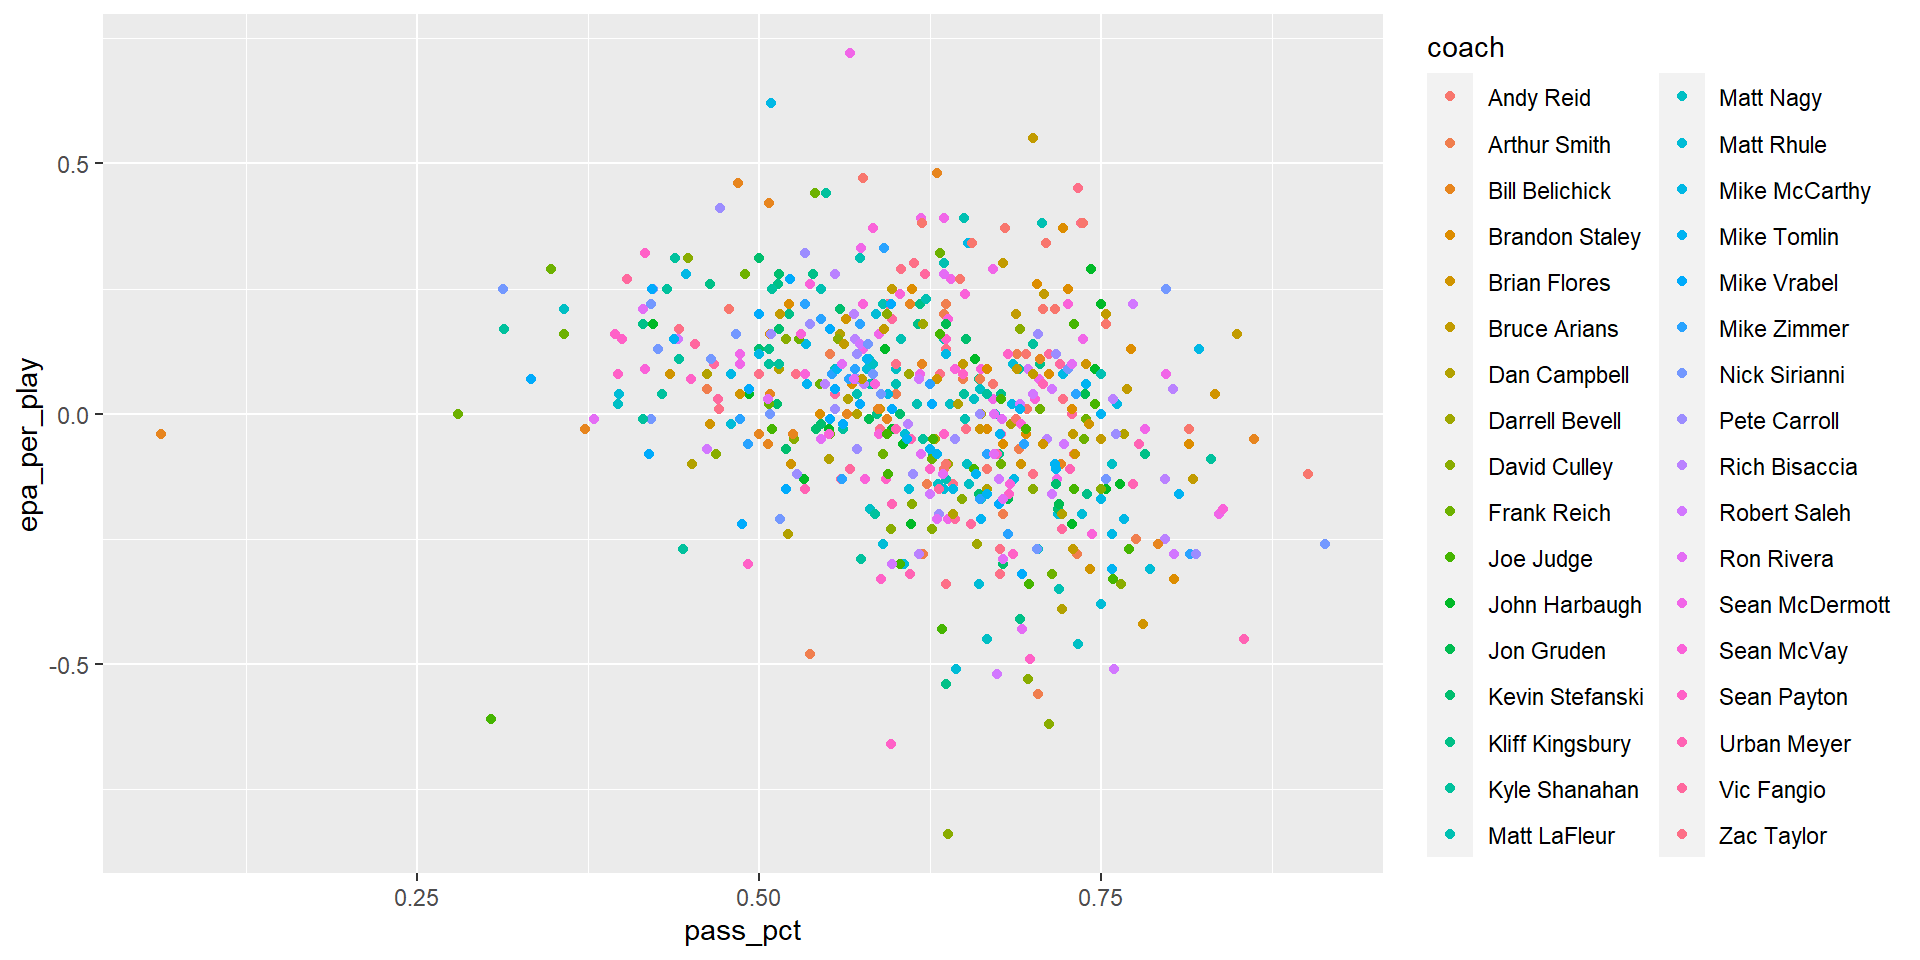 epa_per_play
0.5
0.0
-0.5
0.25
0.50
0.75
pass_pct
coach
Andy Reid
Arthur Smith
Bill Belichick
Brandon Staley
Brian Flores
Bruce Arians
Dan Campbell
Darrell Bevell
David Culley
Frank Reich
Joe Judge
John Harbaugh
Jon Gruden
Kevin Stefanski
Kliff Kingsbury
Kyle Shanahan
Matt LaFleur
Matt Nagy
Matt Rhule
Mike McCarthy
Mike Tomlin
Mike Vrabel
Mike Zimmer
Nick Sirianni
Pete Carroll
Rich Bisaccia
Robert Saleh
Ron Rivera
Sean McDermott
Sean McVay
Sean Payton
Urban Meyer
Vic Fangio
Zac Taylor